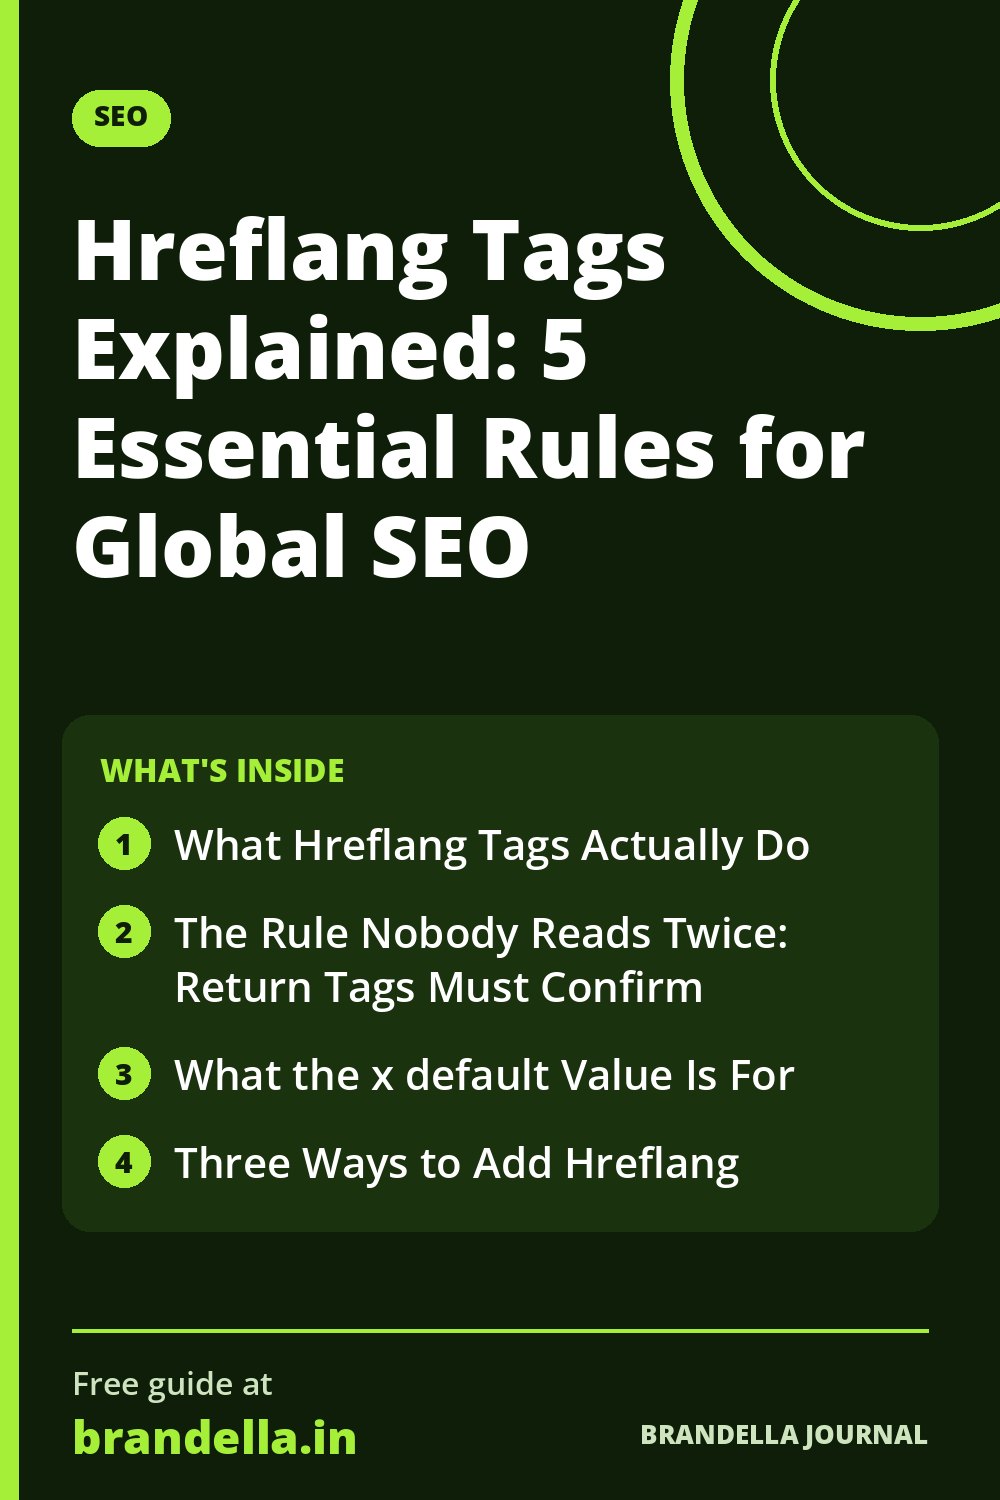 SEO
Hreflang Tags
Explained: 5
Essential Rules for
Global SEO
WHAT'S INSIDE
1 What Hreflang Tags Actually Do
2 The Rule Nobody Reads Twice:
Return Tags Must Confirm
3 What the x default Value Is For
4 Three Ways to Add Hreflang
Free guide at
brandella.in
BRANDELLA JOURNAL